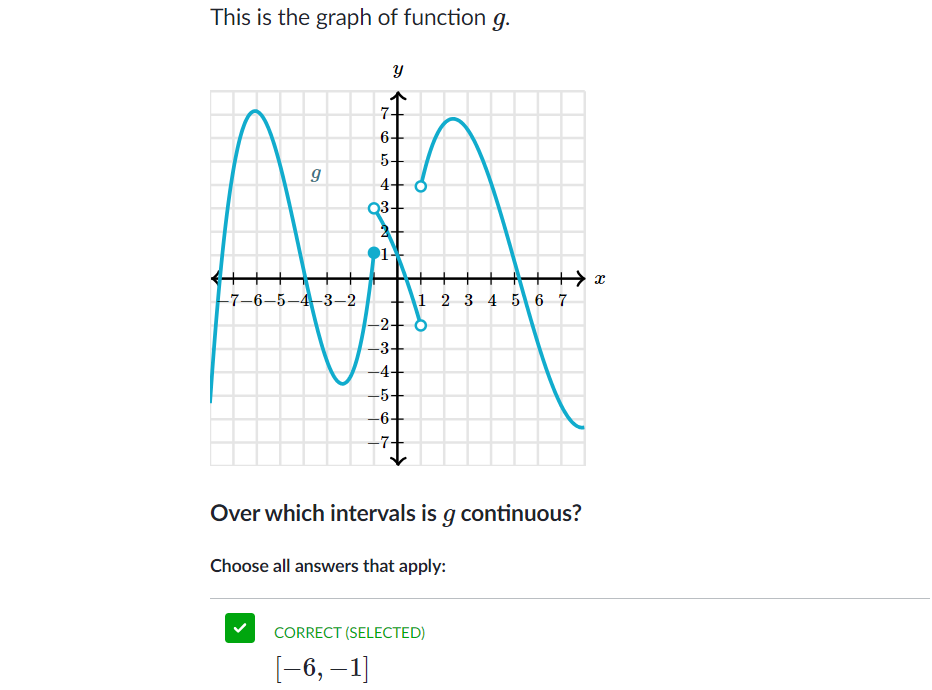 This is the graph of function g.
y
7
6
5
g
4
3
2
1
x
−7 −6 −5 −4 −3 −2 1 2 3 4 5 6 7
−2
−3
−4
−5
−6
−7
Over which intervals is g continuous?
Choose all answers that apply:
CORRECT (SELECTED)
[−6, −1]